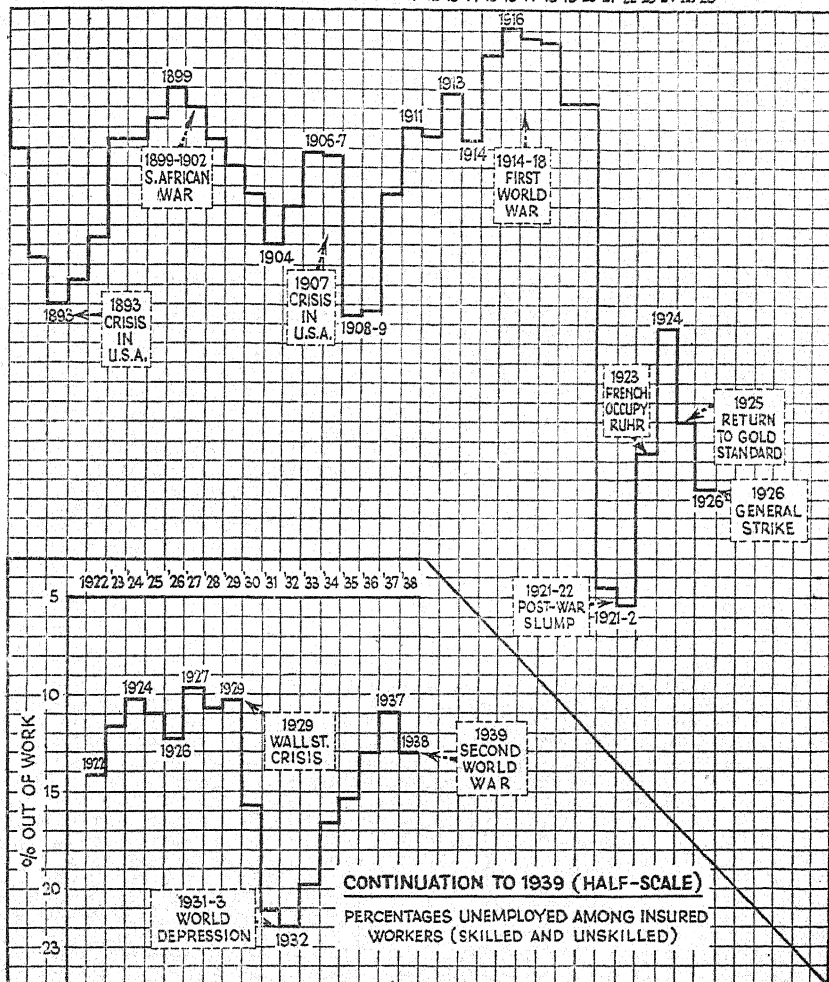 1916
1899
1913
1911
1906-7
1914
1899-1902
S. AFRICAN
WAR
1914-18
FIRST
WORLD
WAR
1904
1907
CRISIS
IN
U.S.A.
1893
1893
CRISIS
IN
U.S.A.
1908-9
1924
1923
FRENCH
OCCUPY
RUHR
1925
RETURN
TO GOLD
STANDARD
1926
1926
GENERAL
STRIKE
1922 '23 '24 '25 '26 '27 '28 '29 '30 '31 '32 '33 '34 '35 '36 '37 '38
5
1921-22
POST-WAR
SLUMP
1921-2
% OUT OF WORK
10
15
20
23
1927
1924
1929
1937
1922
1926
1929
WALL ST.
CRISIS
1938
1939
SECOND
WORLD
WAR
1931-3
WORLD
DEPRESSION
1932
CONTINUATION TO 1939 (HALF-SCALE)
PERCENTAGES UNEMPLOYED AMONG INSURED
WORKERS (SKILLED AND UNSKILLED)